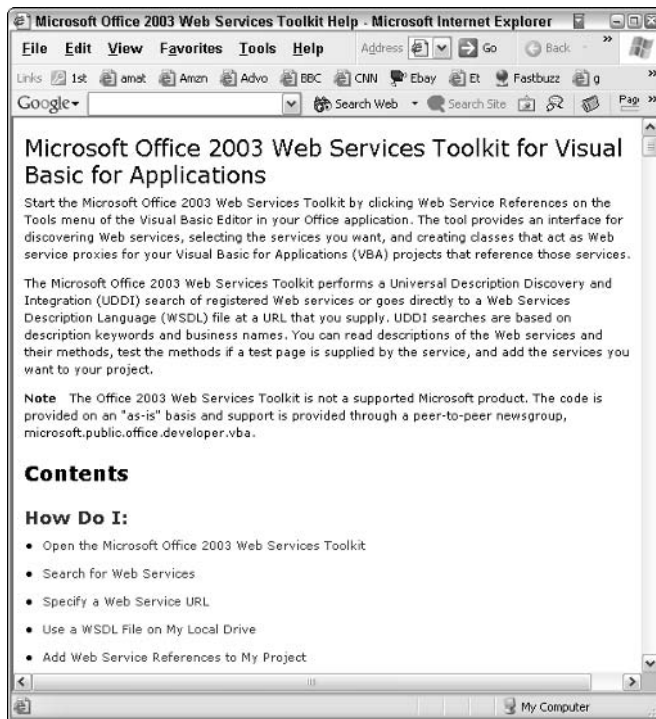 Microsoft Office 2003 Web Services Toolkit Help - Microsoft Internet Explorer
File Edit View Favorites Tools Help Address Go Back »
Links 1st amat Amzn Advo BBC CNN Ebay Et Fastbuzz g »
Google Search Web Search Site Pag »
Microsoft Office 2003 Web Services Toolkit for Visual
Basic for Applications
Start the Microsoft Office 2003 Web Services Toolkit by clicking Web Service References on the
Tools menu of the Visual Basic Editor in your Office application. The tool provides an interface for
discovering Web services, selecting the services you want, and creating classes that act as Web
service proxies for your Visual Basic for Applications (VBA) projects that reference those services.
The Microsoft Office 2003 Web Services Toolkit performs a Universal Description Discovery and
Integration (UDDI) search of registered Web services or goes directly to a Web Services
Description Language (WSDL) file at a URL that you supply. UDDI searches are based on
description keywords and business names. You can read descriptions of the Web services and
their methods, test the methods if a test page is supplied by the service, and add the services you
want to your project.
Note The Office 2003 Web Services Toolkit is not a supported Microsoft product. The code is
provided on an "as-is" basis and support is provided through a peer-to-peer newsgroup,
microsoft.public.office.developer.vba.
Contents
How Do I:
• Open the Microsoft Office 2003 Web Services Toolkit
• Search for Web Services
• Specify a Web Service URL
• Use a WSDL File on My Local Drive
• Add Web Service References to My Project
My Computer